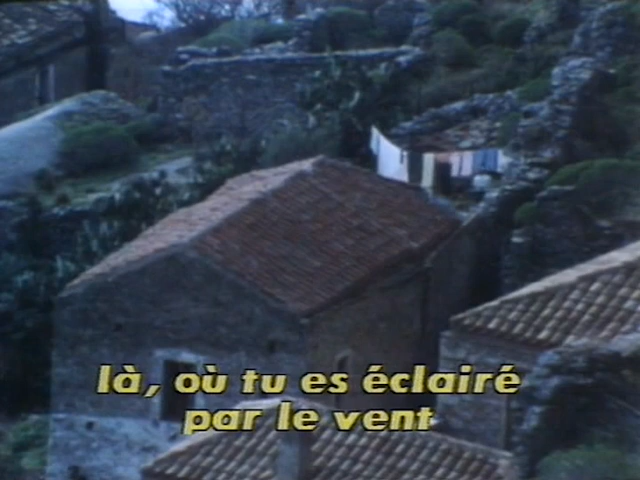 là, où tu es éclairé
par le vent